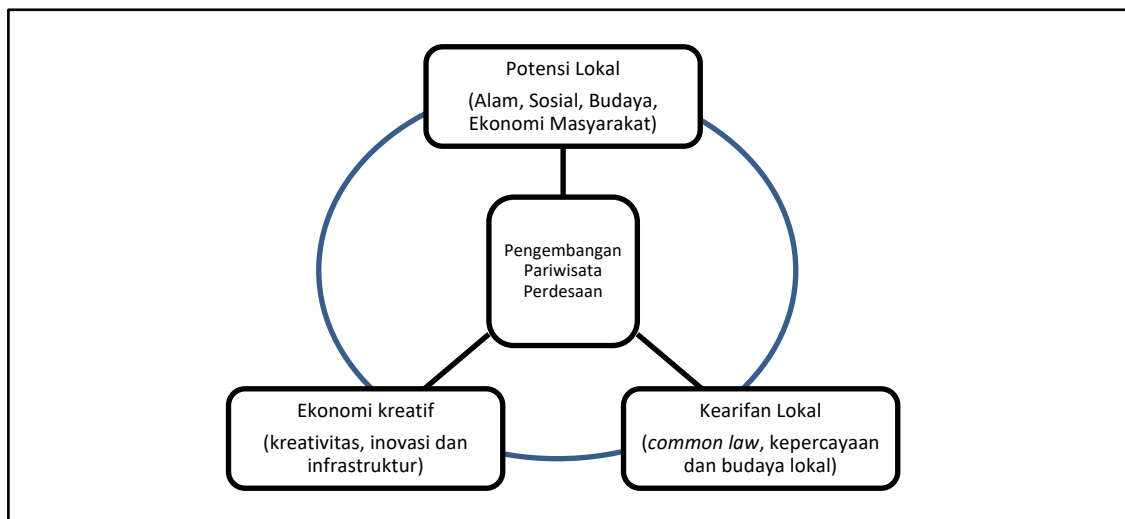 Potensi Lokal
(Alam, Sosial, Budaya,
Ekonomi Masyarakat)
Pengembangan
Pariwisata
Perdesaan
Ekonomi kreatif
(kreativitas, inovasi dan
infrastruktur)
Kearifan Lokal
(common law, kepercayaan
dan budaya lokal)